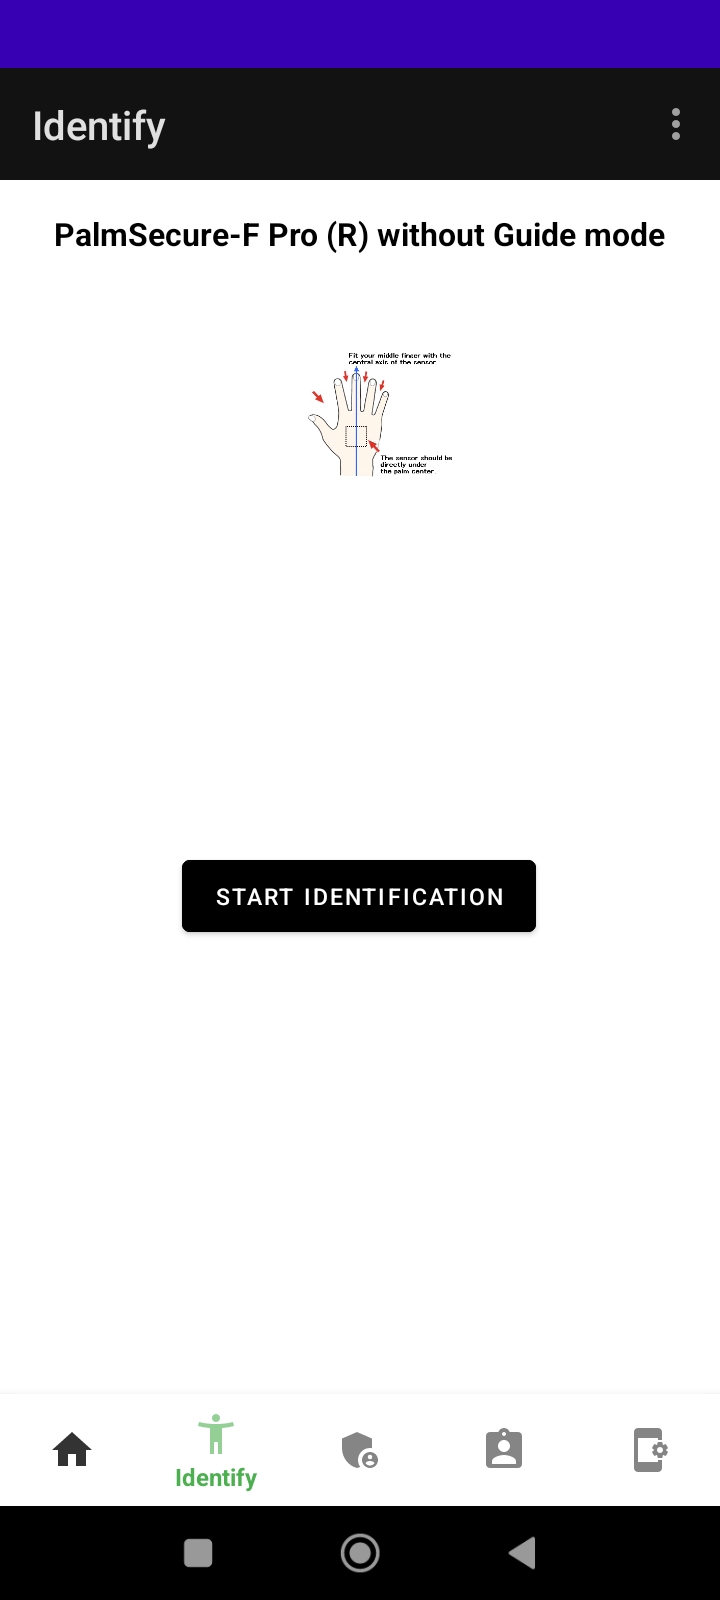 Identify
PalmSecure-F Pro (R) without Guide mode
Fit your middle finger with the
central axis of the sensor
The sensor should be
directly under
the palm center
START IDENTIFICATION
Identify